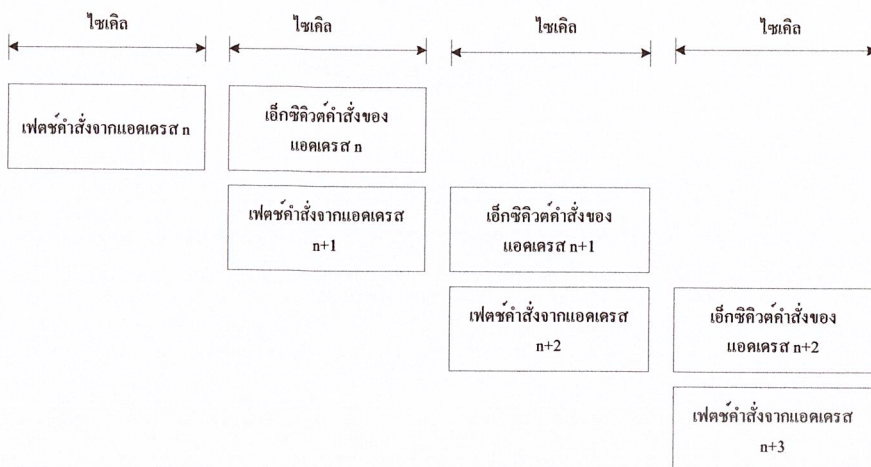 ไซเคิล
ไซเคิล
ไซเคิล
ไซเคิล
เฟตช์คำสั่งจากแอดเดรส n
เอ็กซิคิวต์คำสั่งของ
แอดเดรส n
เฟตช์คำสั่งจากแอดเดรส
n+1
เอ็กซิคิวต์คำสั่งของ
แอดเดรส n+1
เฟตช์คำสั่งจากแอดเดรส
n+2
เอ็กซิคิวต์คำสั่งของ
แอดเดรส n+2
เฟตช์คำสั่งจากแอดเดรส
n+3